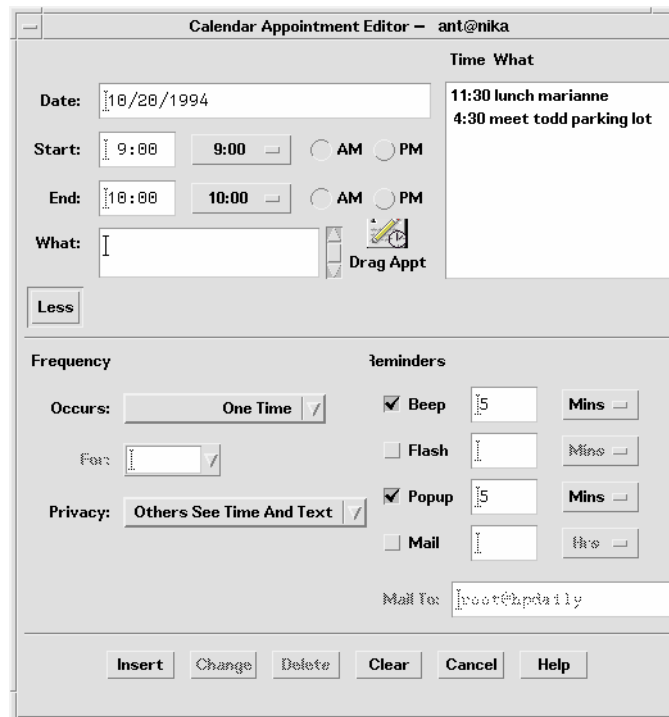 Calendar Appointment Editor – ant@nika
Time What
Date: 10/20/1994
11:30 lunch marianne
4:30 meet todd parking lot
Start: 9:00 9:00 AM PM
End: 10:00 10:00 AM PM
What:
Drag Appt
Less
Frequency
Reminders
Occurs: One Time
Beep 5 Mins
For:
Flash Mins
Privacy: Others See Time And Text
Popup 5 Mins
Mail Hrs
Mail To: root@hpdaily
Insert Change Delete Clear Cancel Help